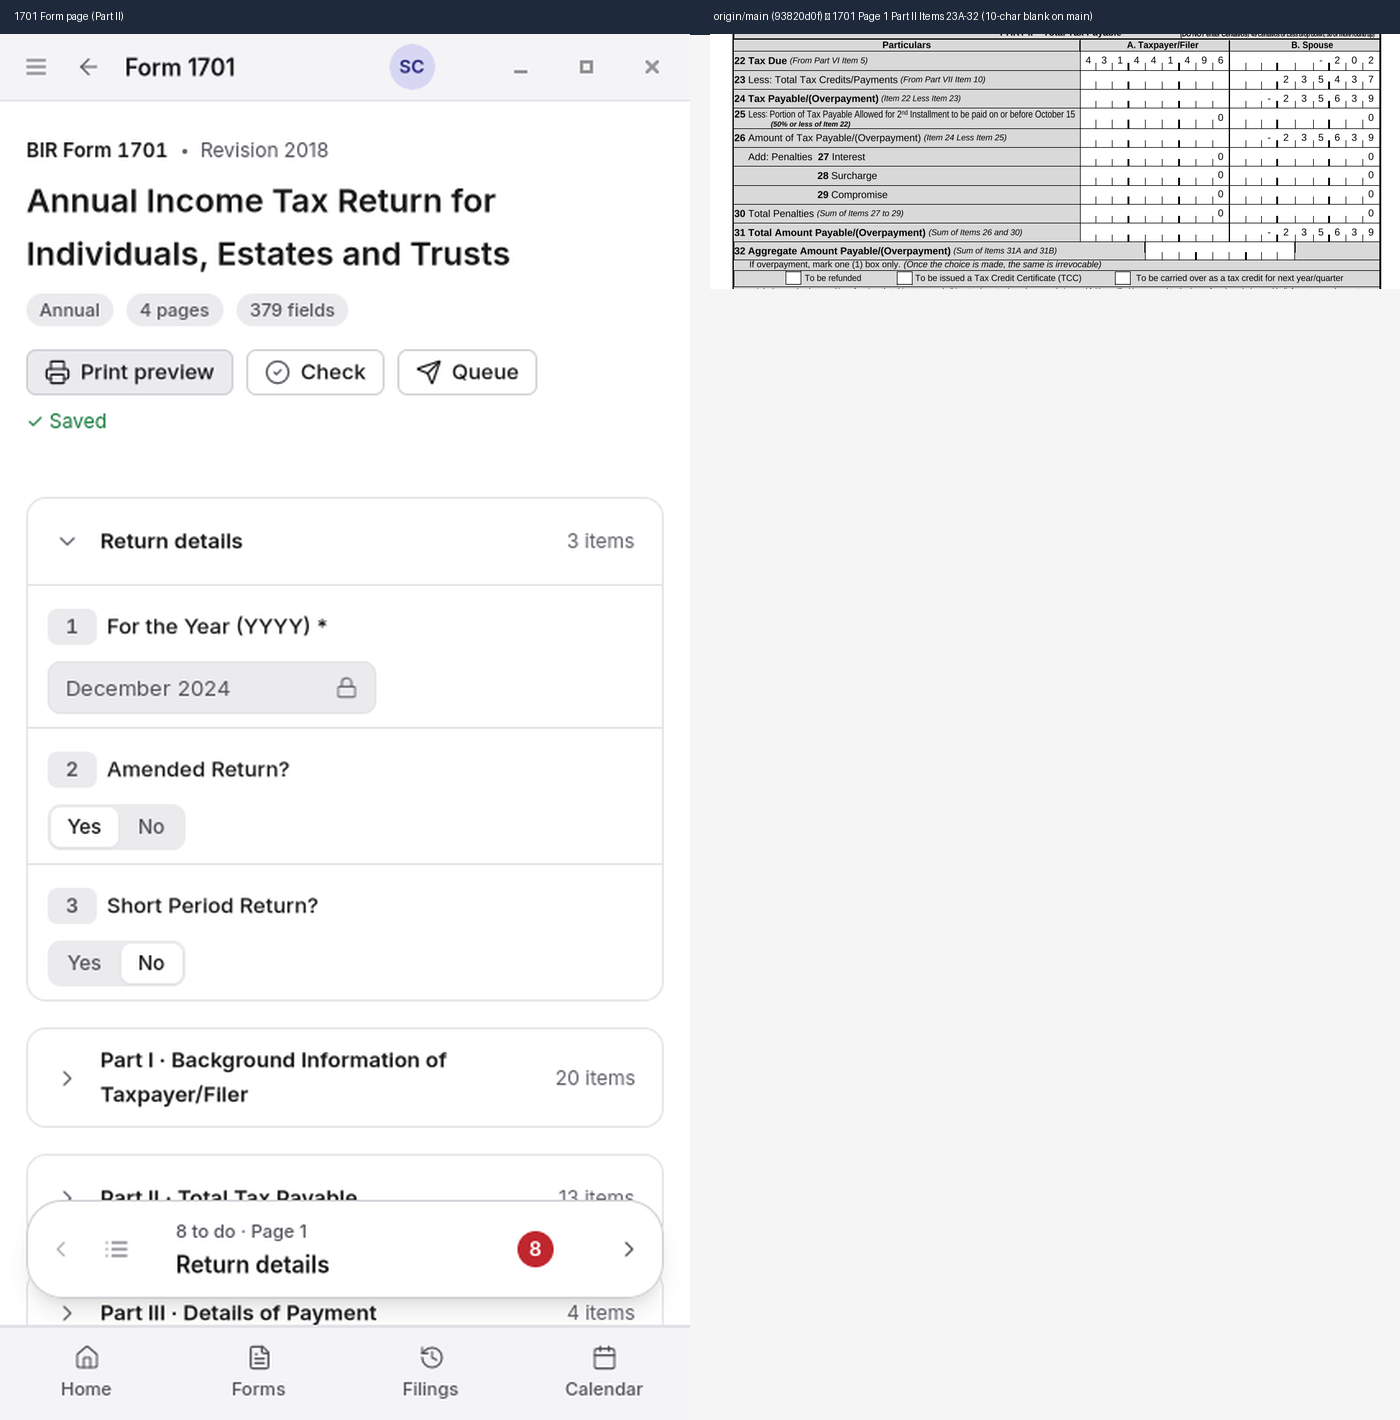 1701 Form page (Part II)
origin/main (93820d0f) 1701 Page 1 Part II Items 23A-32 (10-char blank on main)
Form 1701
SC
BIR Form 1701 • Revision 2018
Annual Income Tax Return for
Individuals, Estates and Trusts
Annual
4 pages
379 fields
Print preview
Check
Queue
Saved
Return details
3 items
1 For the Year (YYYY) *
December 2024
2 Amended Return?
Yes No
3 Short Period Return?
Yes No
Part I · Background Information of
Taxpayer/Filer
20 items
Part II · Total Tax Payable
13 items
8 to do · Page 1
Return details
8
Part III · Details of Payment
4 items
Home
Forms
Filings
Calendar
Particulars A. Taxpayer/Filer B. Spouse
22 Tax Due (From Part VI Item 5) 4 3 1 4 4 1 4 9 6 - 2 0 2
23 Less: Total Tax Credits/Payments (From Part VII Item 10) 2 3 5 4 3 7
24 Tax Payable/(Overpayment) (Item 22 Less Item 23) - 2 3 5 6 3 9
25 Less: Portion of Tax Payable Allowed for 2nd Installment to be paid on or before October 15 0 0
(50% or less of Item 22)
26 Amount of Tax Payable/(Overpayment) (Item 24 Less Item 25) - 2 3 5 6 3 9
Add: Penalties 27 Interest 0 0
28 Surcharge 0 0
29 Compromise 0 0
30 Total Penalties (Sum of Items 27 to 29) 0 0
31 Total Amount Payable/(Overpayment) (Sum of Items 26 and 30) - 2 3 5 6 3 9
32 Aggregate Amount Payable/(Overpayment) (Sum of Items 31A and 31B)
If overpayment, mark one (1) box only. (Once the choice is made, the same is irrevocable)
To be refunded To be issued a Tax Credit Certificate (TCC) To be carried over as a tax credit for next year/quarter